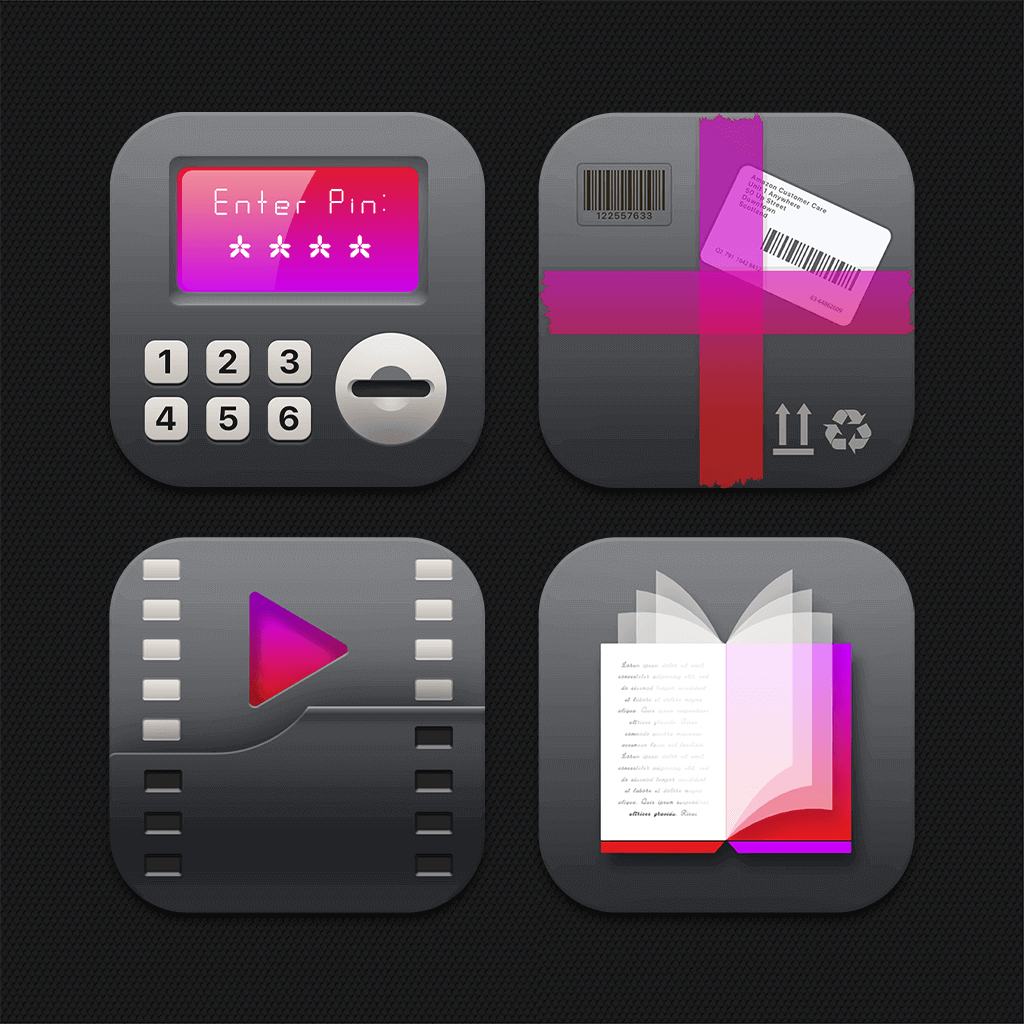 Enter Pin:
* * * *
1 2 3
4 5 6
122557633
Amazon Customer Care
Unit 1 Anywhere
50 Up Street
Downtown
Scotland
Lorem ipsum dolor sit amet,
consectetur adipiscing elit, sed
do eiusmod tempor incididunt
ut labore et dolore magna
aliqua. Quis ipsum suspendisse
ultrices gravida. Risus
commodo viverra maecenas
accumsan lacus vel facilisis.
Lorem ipsum dolor sit amet,
consectetur adipiscing elit, sed
do eiusmod tempor incididunt
ut labore et dolore magna
aliqua. Quis ipsum suspendisse
ultrices gravida. Risus